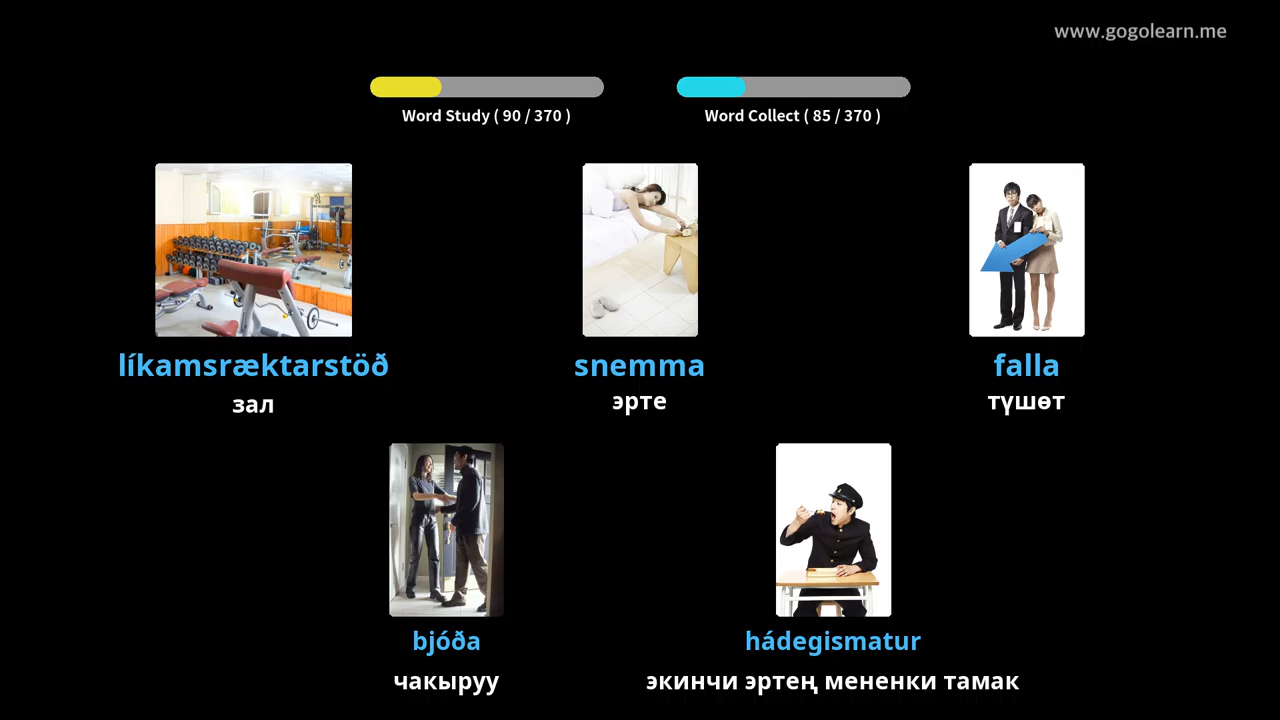 www.gogolearn.me
Word Study ( 90 / 370 )
Word Collect ( 85 / 370 )
líkamsræktarstöð
зал
snemma
эрте
falla
түшөт
bjóða
чакыруу
hádegismatur
экинчи эртең мененки тамак